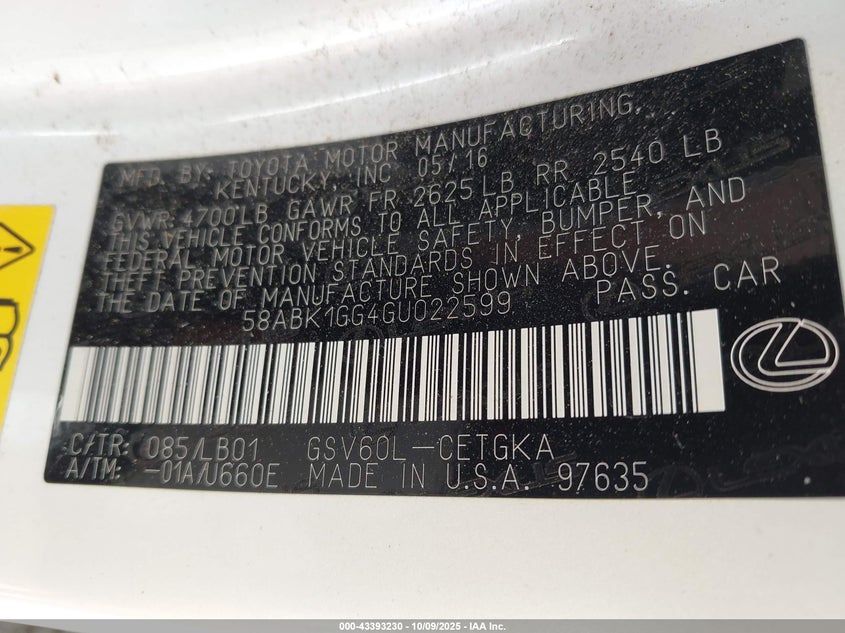 MFD. BY: TOYOTA MOTOR MANUFACTURING,
KENTUCKY, INC 05/16
GVWR 4700LB GAWR FR 2625 LB RR 2540 LB
THIS VEHICLE CONFORMS TO ALL APPLICABLE
FEDERAL MOTOR VEHICLE SAFETY, BUMPER, AND
THEFT PREVENTION STANDARDS IN EFFECT ON
THE DATE OF MANUFACTURE SHOWN ABOVE.
58ABK1GG4GU022599 PASS. CAR
C/TR: 085/LB01 GSV60L-CETGKA
A/TM: -01A/U660E MADE IN U.S.A. 97635
000-43393230 - 10/09/2025 - IAA Inc.